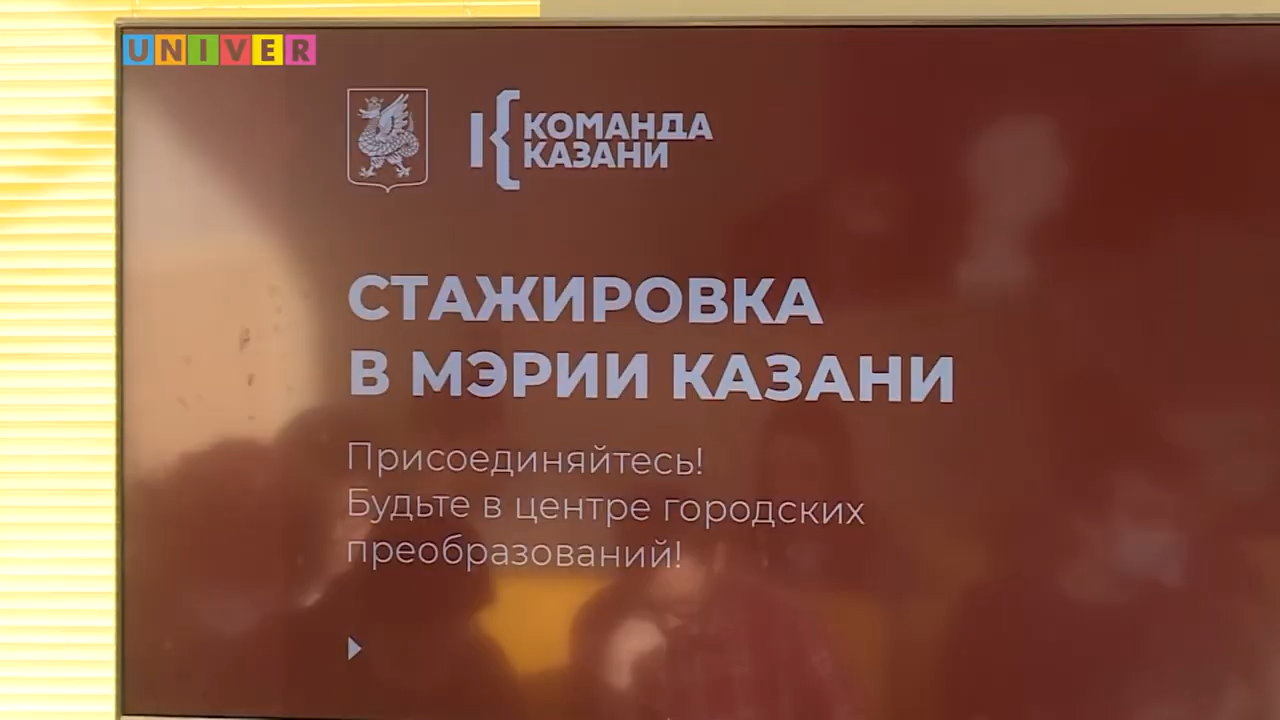 UNIVER
КОМАНДА
КАЗАНИ
СТАЖИРОВКА
В МЭРИИ КАЗАНИ
Присоединяйтесь!
Будьте в центре городских
преобразований!